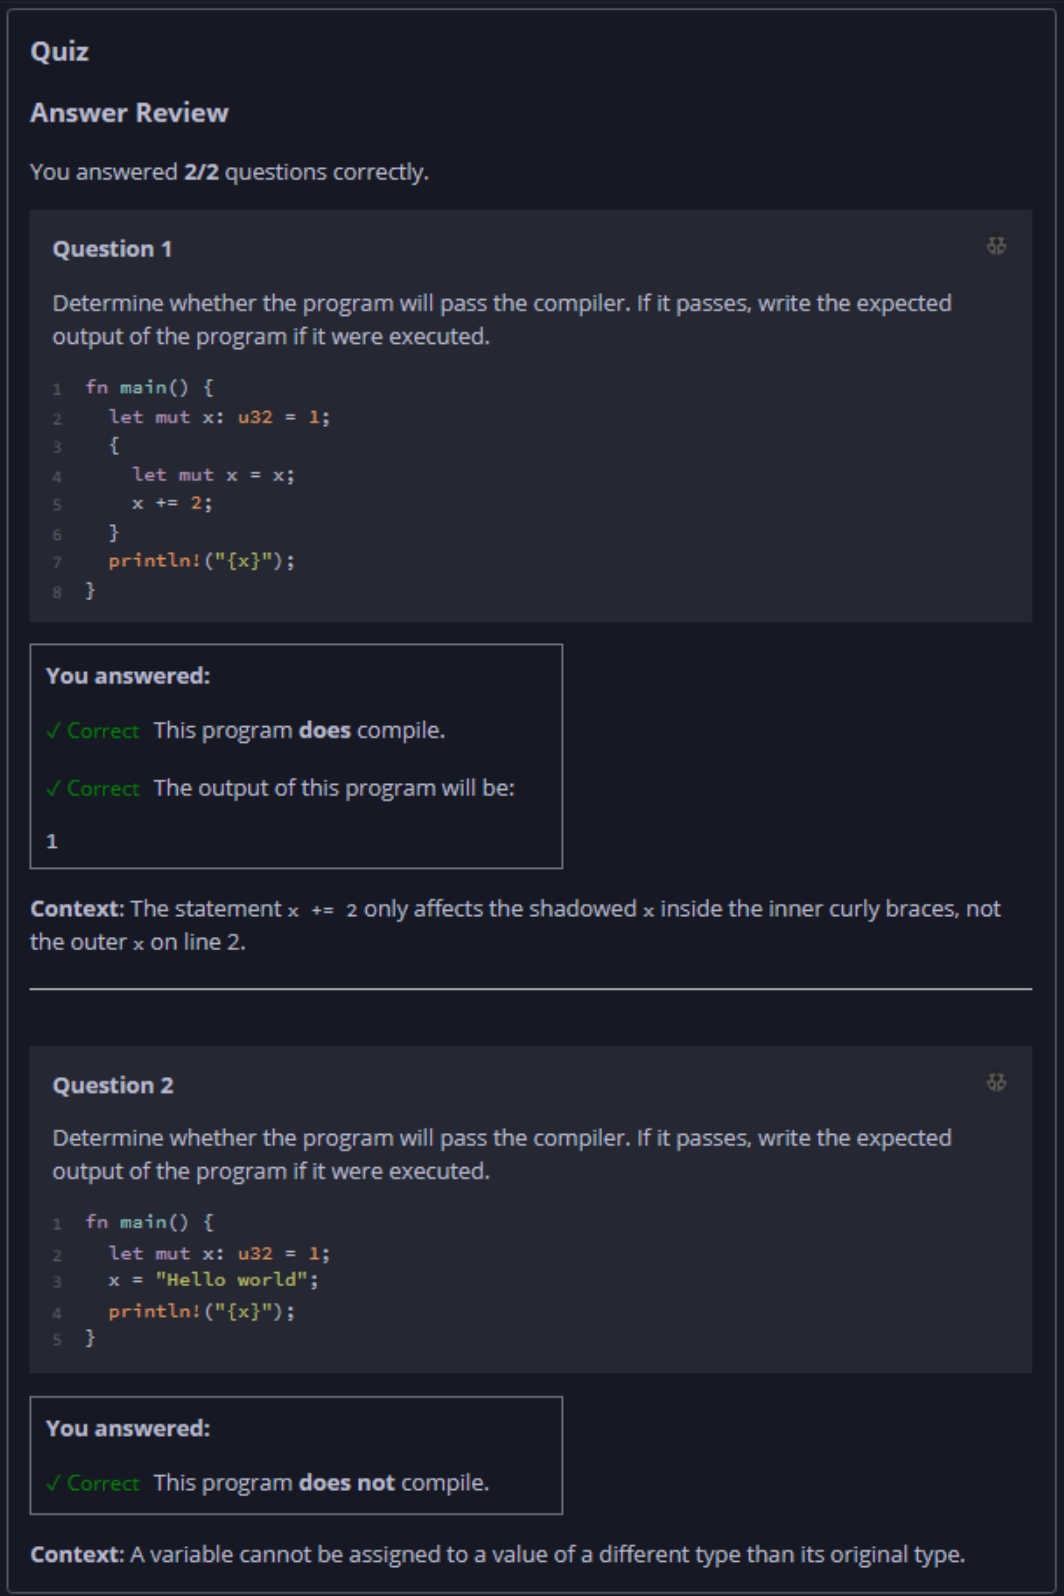 Quiz
Answer Review
You answered 2/2 questions correctly.
Question 1
Determine whether the program will pass the compiler. If it passes, write the expected
output of the program if it were executed.
1 fn main() {
2   let mut x: u32 = 1;
3   {
4     let mut x = x;
5     x += 2;
6   }
7   println!("{x}");
8 }
You answered:
✓ Correct This program does compile.
✓ Correct The output of this program will be:
1
Context: The statement x += 2 only affects the shadowed x inside the inner curly braces, not
the outer x on line 2.
Question 2
Determine whether the program will pass the compiler. If it passes, write the expected
output of the program if it were executed.
1 fn main() {
2   let mut x: u32 = 1;
3   x = "Hello world";
4   println!("{x}");
5 }
You answered:
✓ Correct This program does not compile.
Context: A variable cannot be assigned to a value of a different type than its original type.